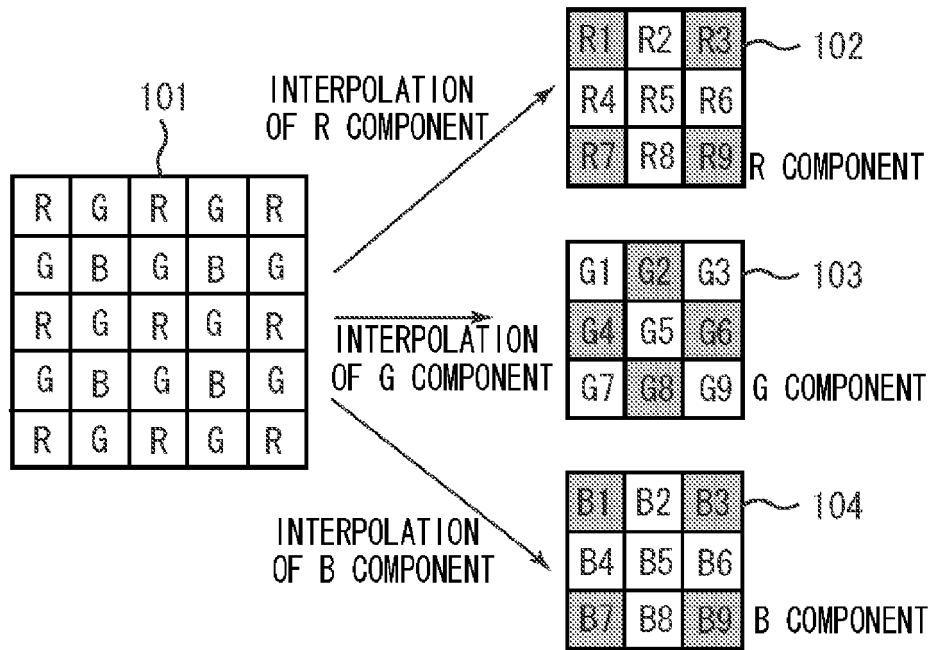 101
R G R G R
G B G B G
R G R G R
G B G B G
R G R G R
INTERPOLATION
OF R COMPONENT
R1 R2 R3
R4 R5 R6
R7 R8 R9
102
R COMPONENT
INTERPOLATION
OF G COMPONENT
G1 G2 G3
G4 G5 G6
G7 G8 G9
103
G COMPONENT
INTERPOLATION
OF B COMPONENT
B1 B2 B3
B4 B5 B6
B7 B8 B9
104
B COMPONENT